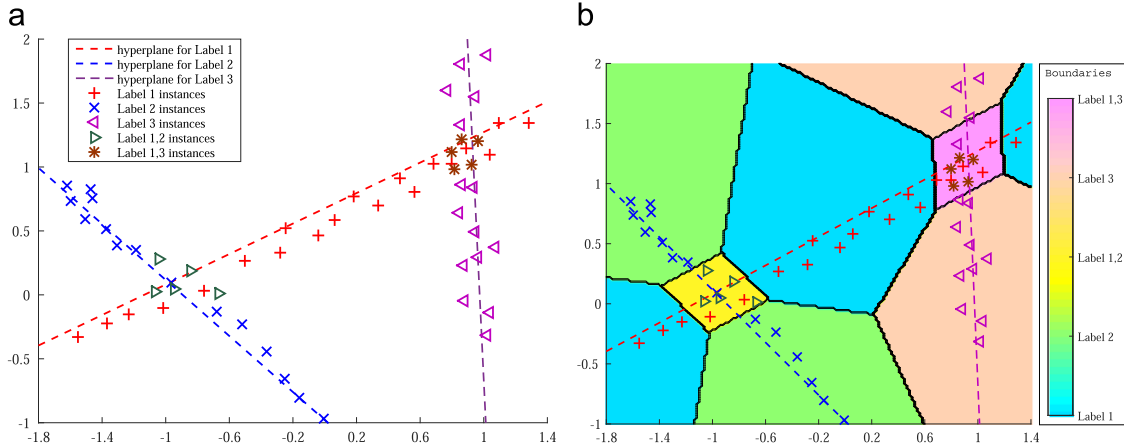 a
b
2
1.5
1
0.5
0
-0.5
-1
-1.8
-1.4
-1
-0.6
-0.2
0.2
0.6
1
1.4
hyperplane for Label 1
hyperplane for Label 2
hyperplane for Label 3
Label 1 instances
Label 2 instances
Label 3 instances
Label 1,2 instances
Label 1,3 instances
2
1.5
1
0.5
0
-0.5
-1
-1.8
-1.4
-1
-0.6
-0.2
0.2
0.6
1
1.4
Boundaries
Label 1,3
Label 3
Label 1,2
Label 2
Label 1